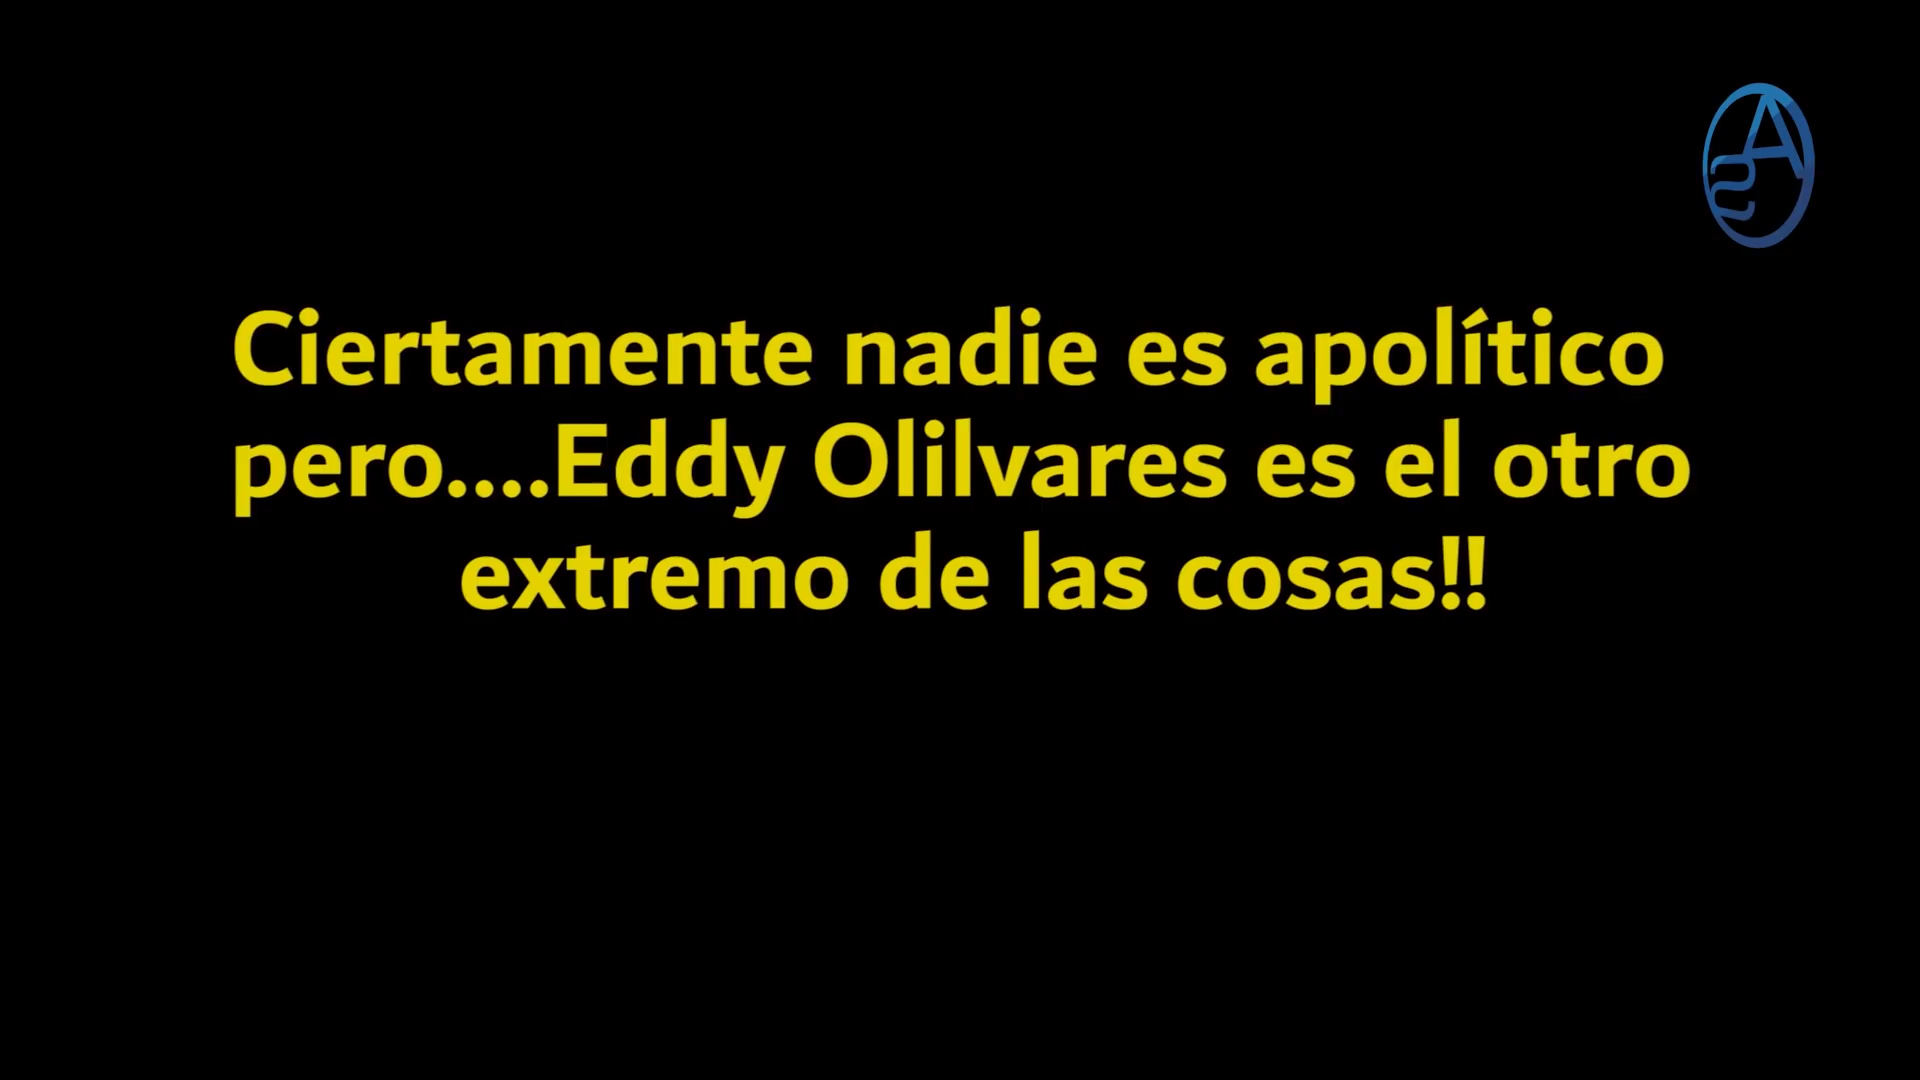 Ciertamente nadie es apolítico
pero....Eddy Olilvares es el otro
extremo de las cosas!!